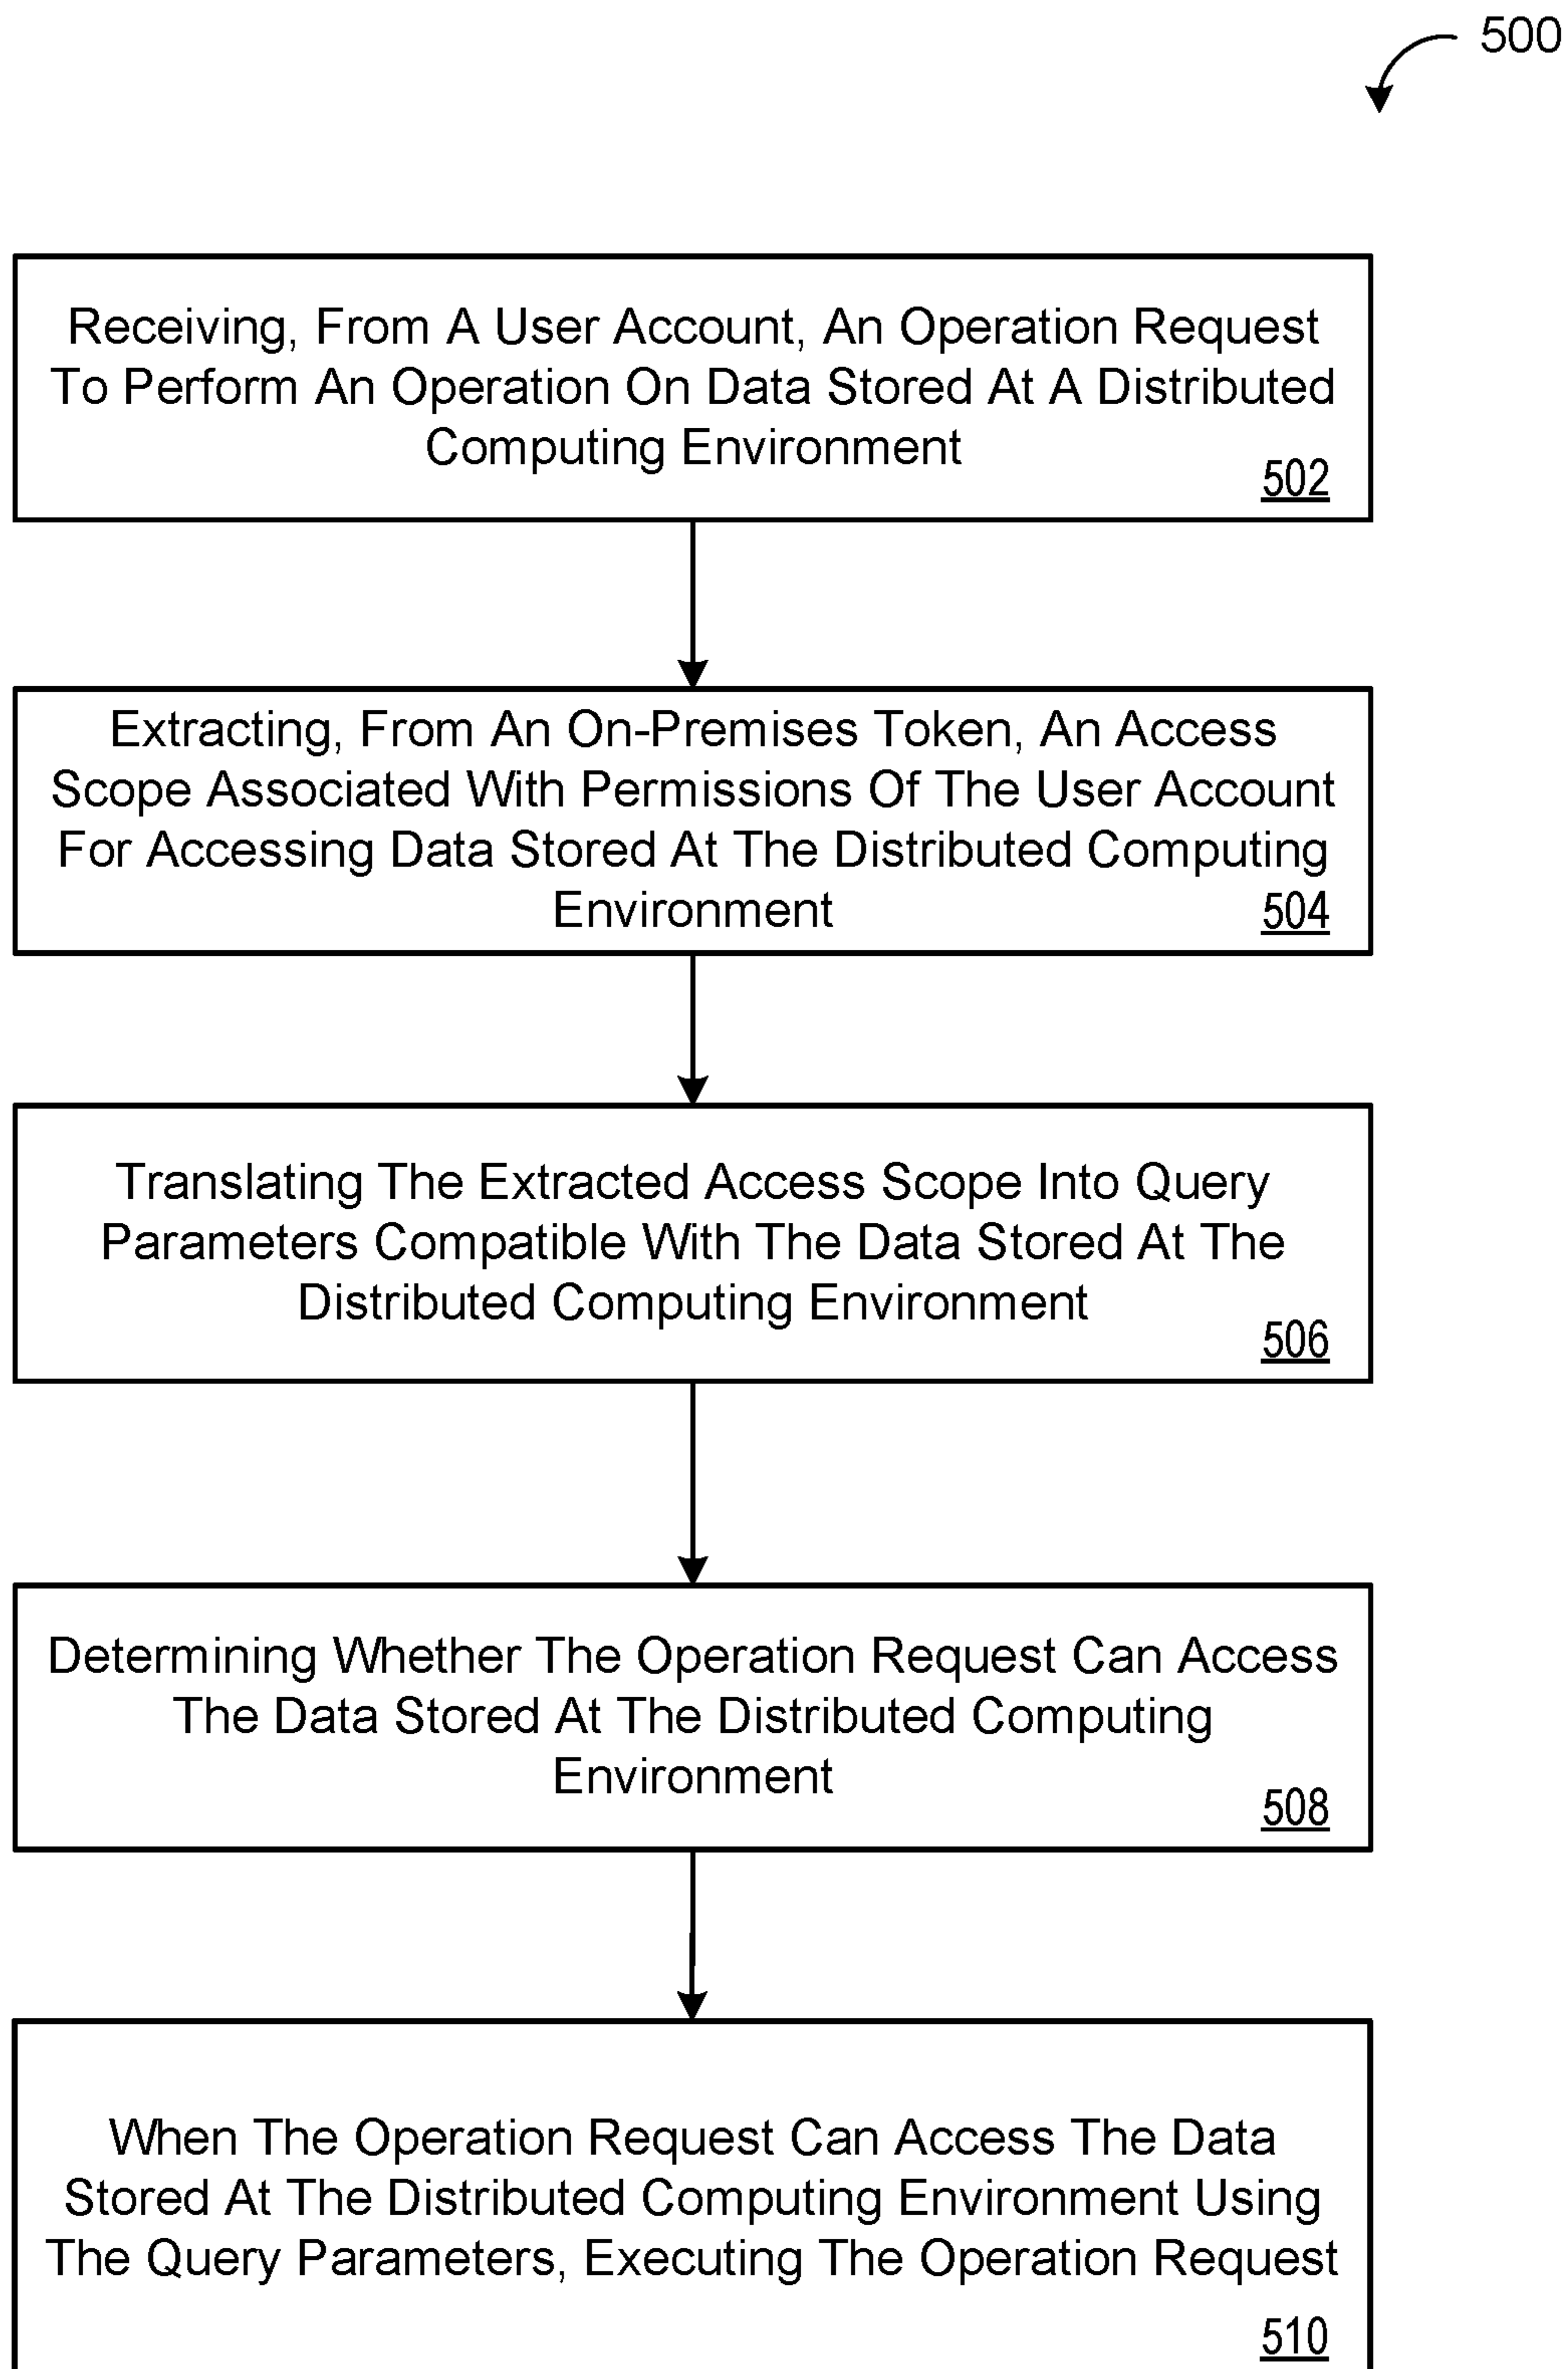 500
Receiving, From A User Account, An Operation Request
To Perform An Operation On Data Stored At A Distributed
Computing Environment
502
Extracting, From An On-Premises Token, An Access
Scope Associated With Permissions Of The User Account
For Accessing Data Stored At The Distributed Computing
Environment
504
Translating The Extracted Access Scope Into Query
Parameters Compatible With The Data Stored At The
Distributed Computing Environment
506
Determining Whether The Operation Request Can Access
The Data Stored At The Distributed Computing
Environment
508
When The Operation Request Can Access The Data
Stored At The Distributed Computing Environment Using
The Query Parameters, Executing The Operation Request
510